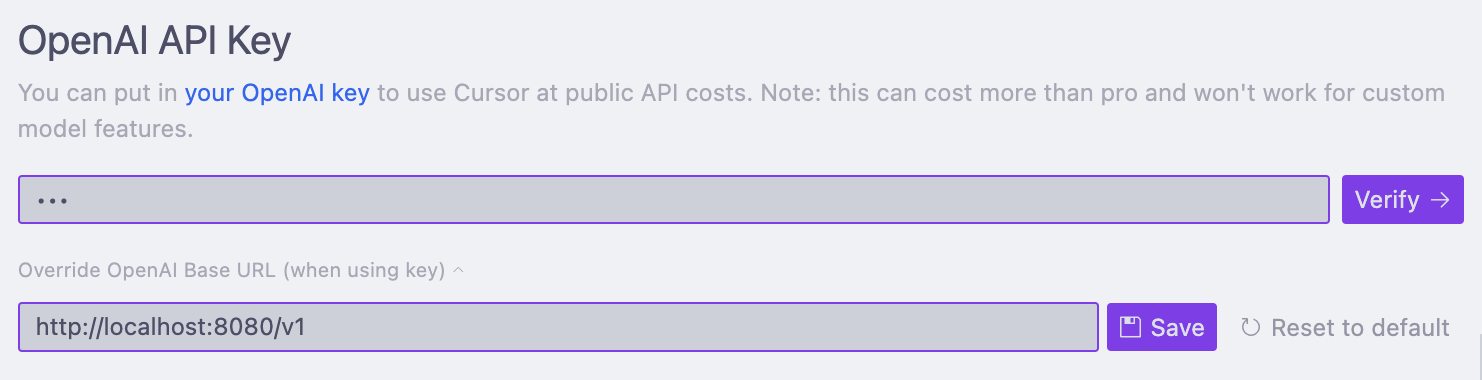 OpenAI API Key
You can put in your OpenAI key to use Cursor at public API costs. Note: this can cost more than pro and won't work for custom
model features.
•••
Verify →
Override OpenAI Base URL (when using key) ^
http://localhost:8080/v1
Save
Reset to default